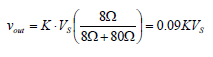 v_out = K · V_S ( 8Ω / (8Ω + 80Ω) ) = 0.09KV_S